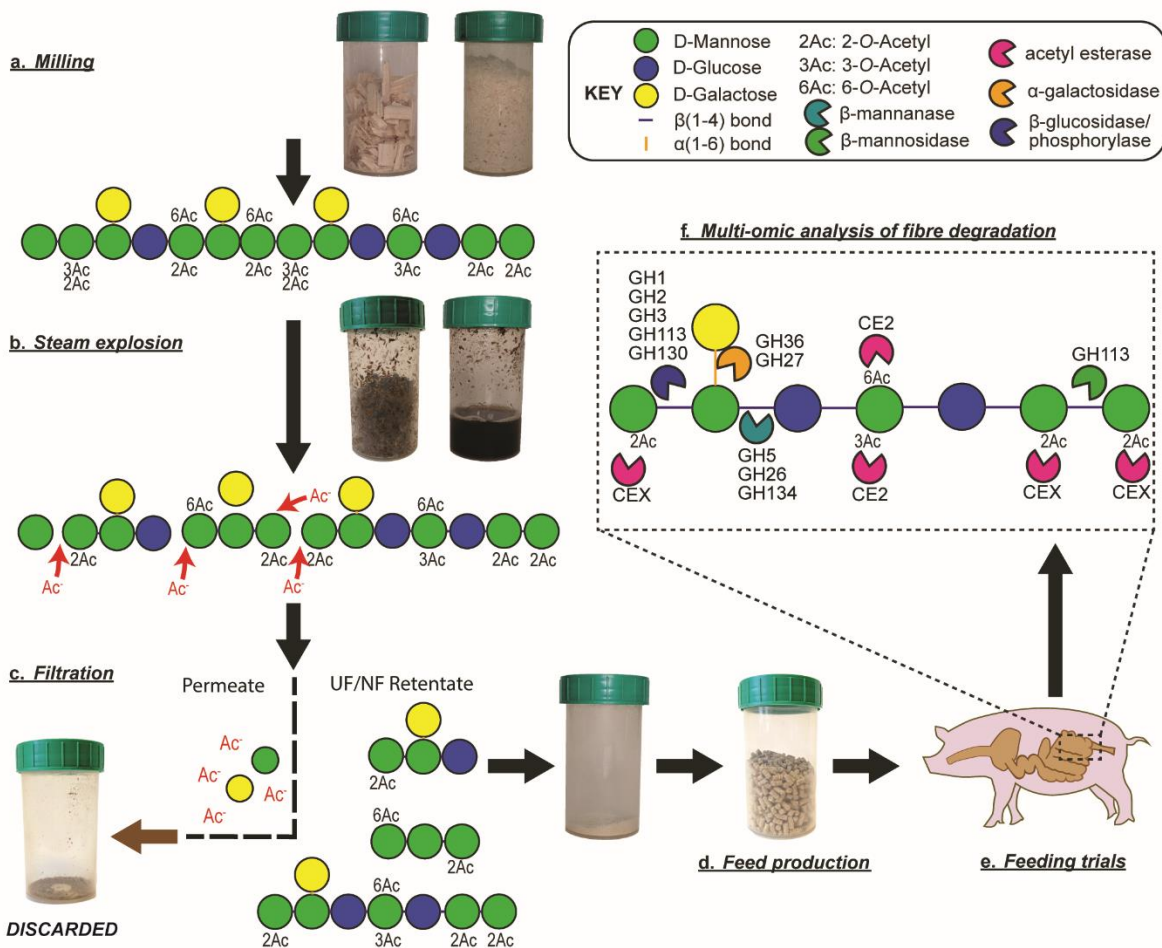 a. Milling
KEY
D-Mannose
D-Glucose
D-Galactose
β(1-4) bond
α(1-6) bond
2Ac: 2-O-Acetyl
3Ac: 3-O-Acetyl
6Ac: 6-O-Acetyl
β-mannanase
β-mannosidase
acetyl esterase
α-galactosidase
β-glucosidase/
phosphorylase
6Ac 6Ac 6Ac
3Ac 2Ac 2Ac 3Ac 3Ac 2Ac 2Ac
2Ac 2Ac
b. Steam explosion
6Ac Ac- 6Ac
2Ac 2Ac 2Ac 3Ac 2Ac 2Ac
Ac- Ac- Ac-
c. Filtration
Permeate
UF/NF Retentate
Ac-
Ac-
Ac-
Ac-
2Ac
6Ac
2Ac
6Ac
2Ac 3Ac 2Ac 2Ac
DISCARDED
d. Feed production
e. Feeding trials
f. Multi-omic analysis of fibre degradation
GH1
GH2
GH3
GH113
GH130
GH36
GH27
CE2
6Ac
GH113
2Ac 3Ac 2Ac 2Ac
GH5
GH26
GH134
CEX CE2 CEX CEX